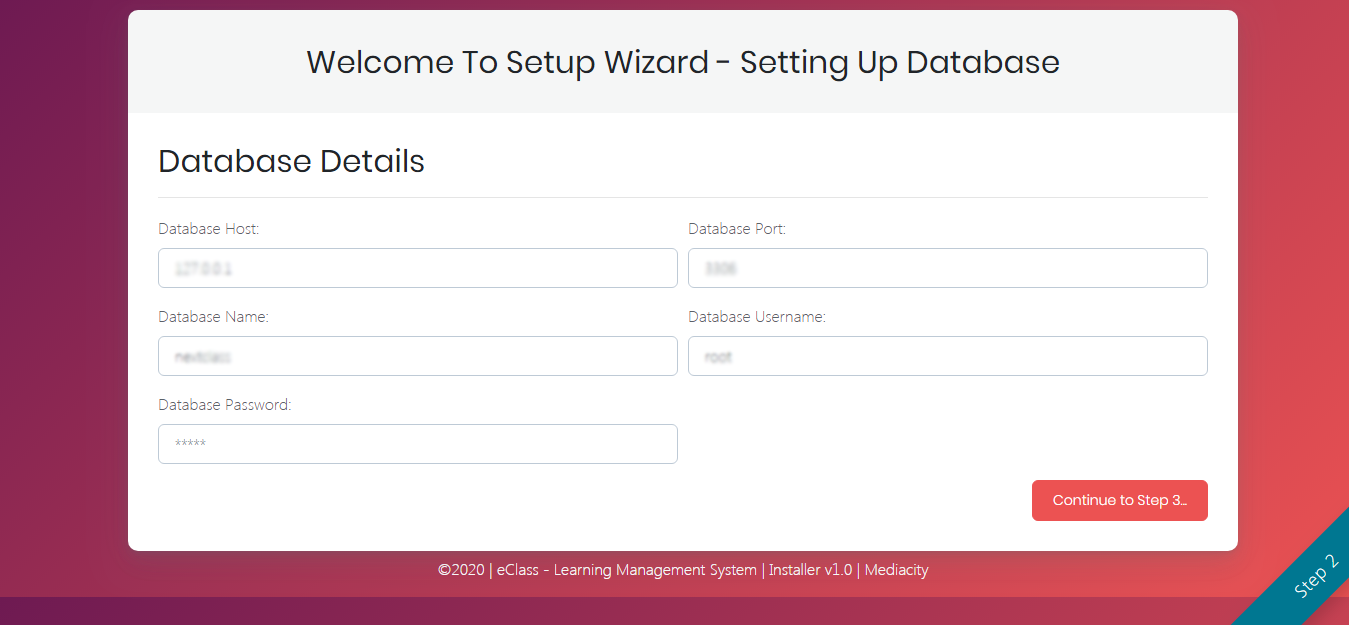 Welcome To Setup Wizard - Setting Up Database
Database Details
Database Host:
Database Port:
127.0.0.1
3306
Database Name:
Database Username:
nextclass
root
Database Password:
*****
Continue to Step 3...
©2020 | eClass - Learning Management System | Installer v1.0 | Mediacity
Step 2